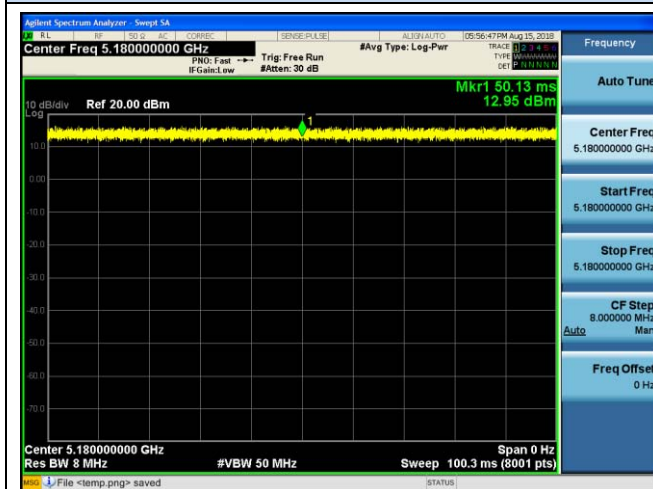 Agilent Spectrum Analyzer - Swept SA
RL RF 50 Ω AC CORREC SENSE:PULSE ALIGN AUTO 05:56:47 PM Aug 15, 2018
Center Freq 5.180000000 GHz
PNO: Fast
IFGain:Low
Trig: Free Run
#Atten: 30 dB
#Avg Type: Log-Pwr
TRACE 1 2 3 4 5 6
TYPE
DET P N N N N N
Frequency
Mkr1 50.13 ms
12.95 dBm
10 dB/div Ref 20.00 dBm
Log
1
10.0
0.00
-10.0
-20.0
-30.0
-40.0
-50.0
-60.0
-70.0
Center 5.180000000 GHz Span 0 Hz
Res BW 8 MHz #VBW 50 MHz Sweep 100.3 ms (8001 pts)
MSG File <temp.png> saved STATUS
Auto Tune
Center Freq
5.180000000 GHz
Start Freq
5.180000000 GHz
Stop Freq
5.180000000 GHz
CF Step
8.000000 MHz
Auto Man
Freq Offset
0 Hz